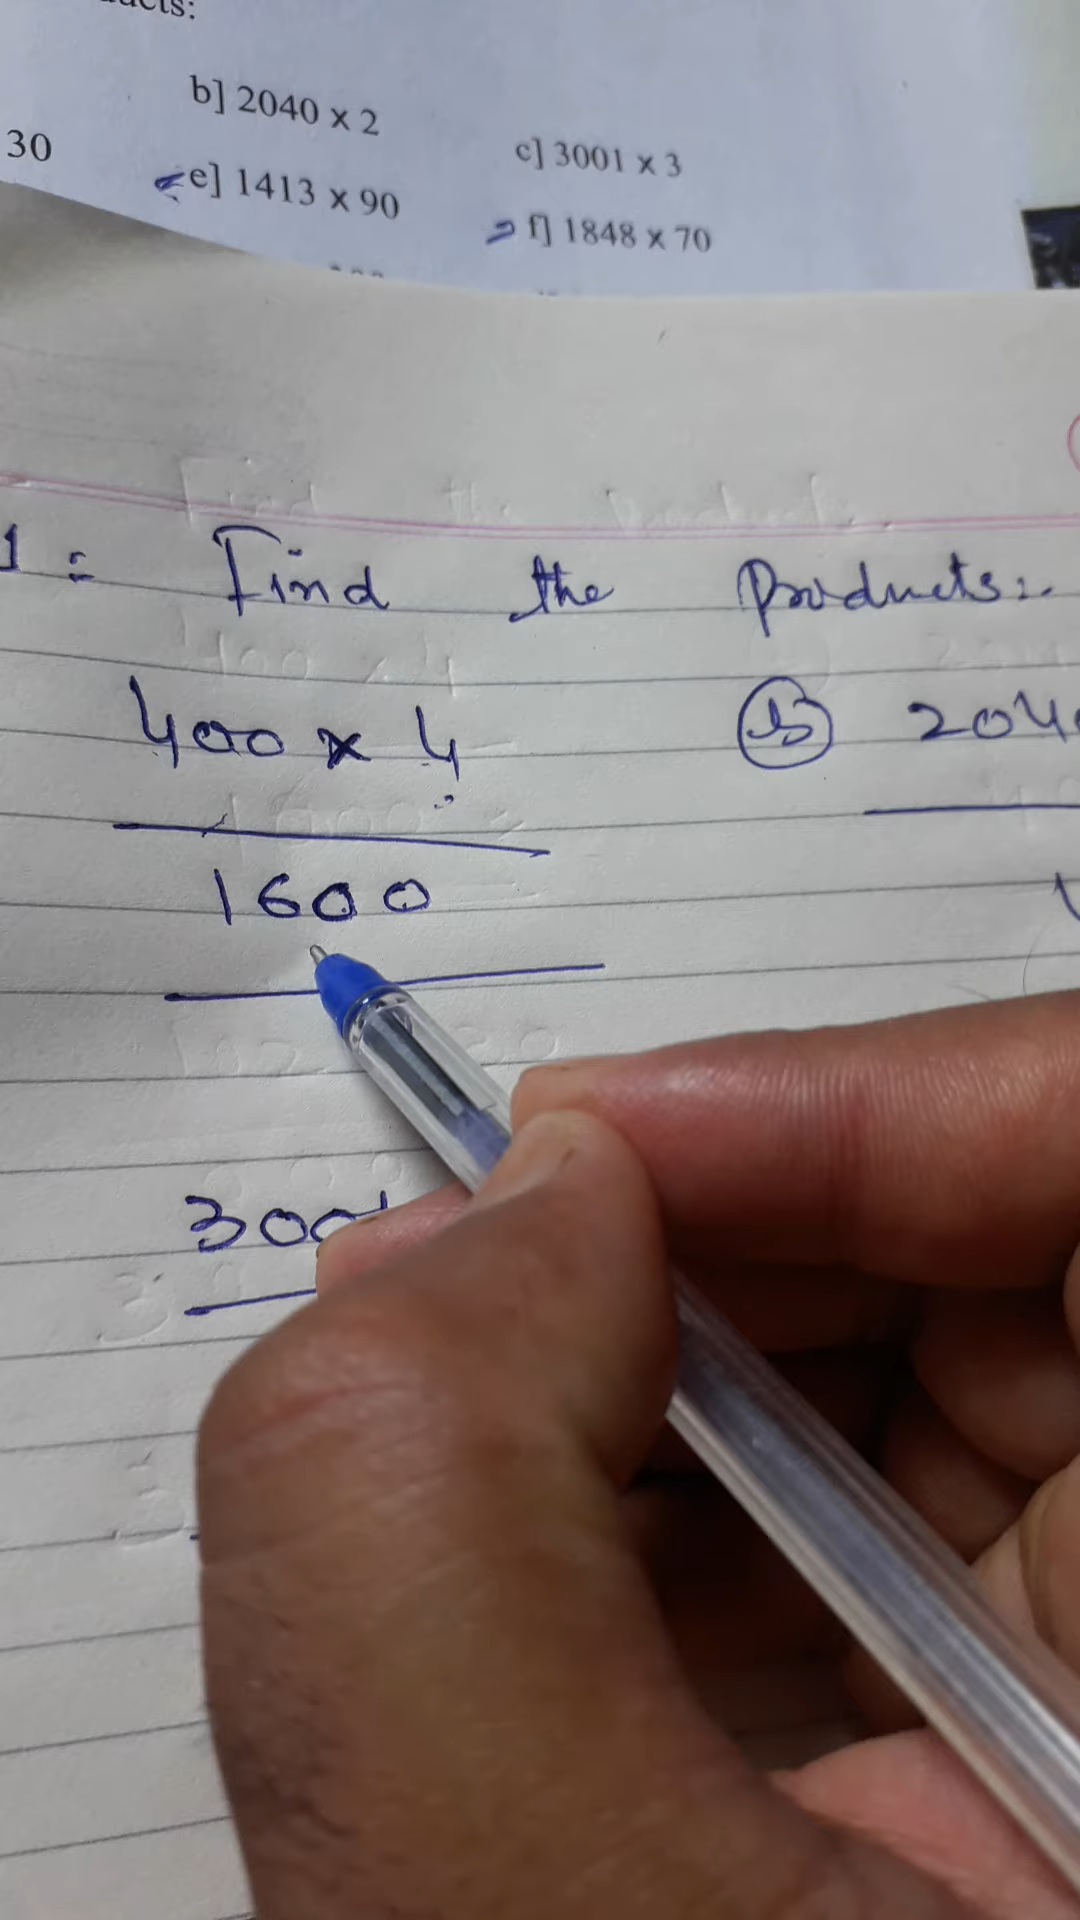 b] 2040 x 2
c] 3001 x 3
30
e] 1413 x 90
f] 1848 x 70
1 = Find the Products:-
400 x 4
b 204
1600
300